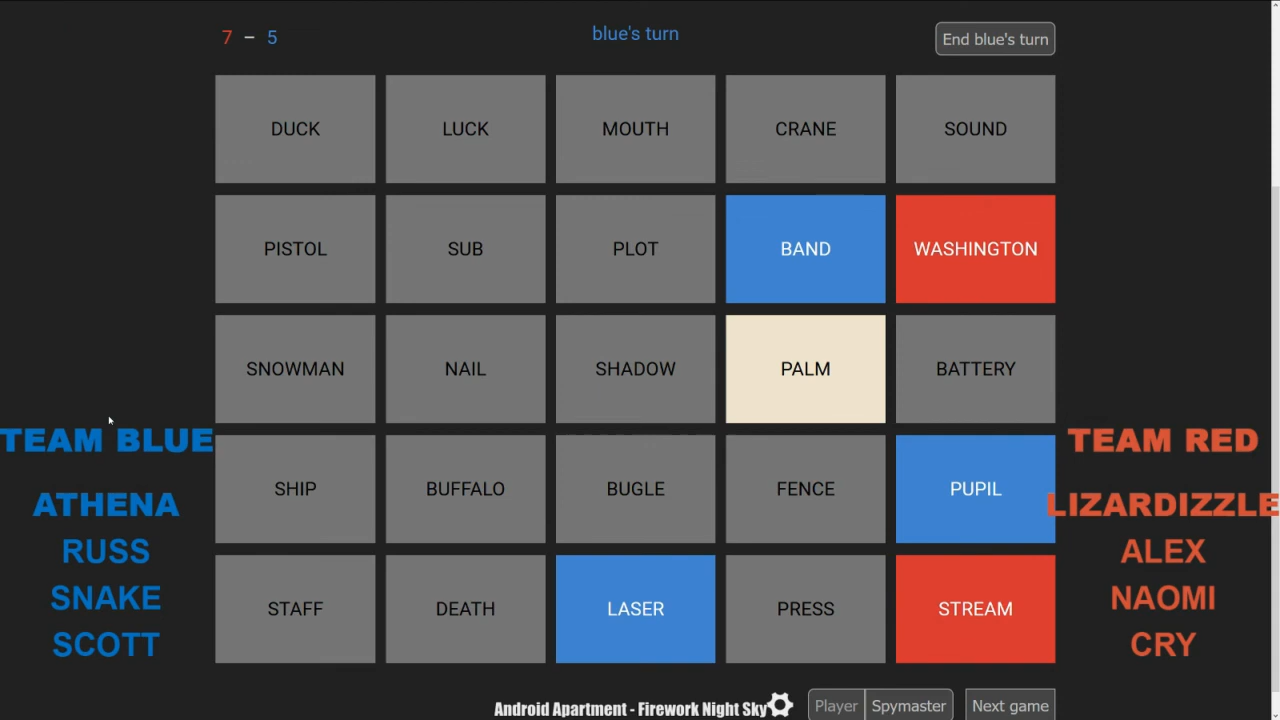 7 – 5
blue's turn
End blue's turn
DUCK
LUCK
MOUTH
CRANE
SOUND
PISTOL
SUB
PLOT
BAND
WASHINGTON
SNOWMAN
NAIL
SHADOW
PALM
BATTERY
SHIP
BUFFALO
BUGLE
FENCE
PUPIL
STAFF
DEATH
LASER
PRESS
STREAM
TEAM BLUE
ATHENA
RUSS
SNAKE
SCOTT
TEAM RED
LIZARDIZZLE
ALEX
NAOMI
CRY
Android Apartment - Firework Night Sky
Player
Spymaster
Next game